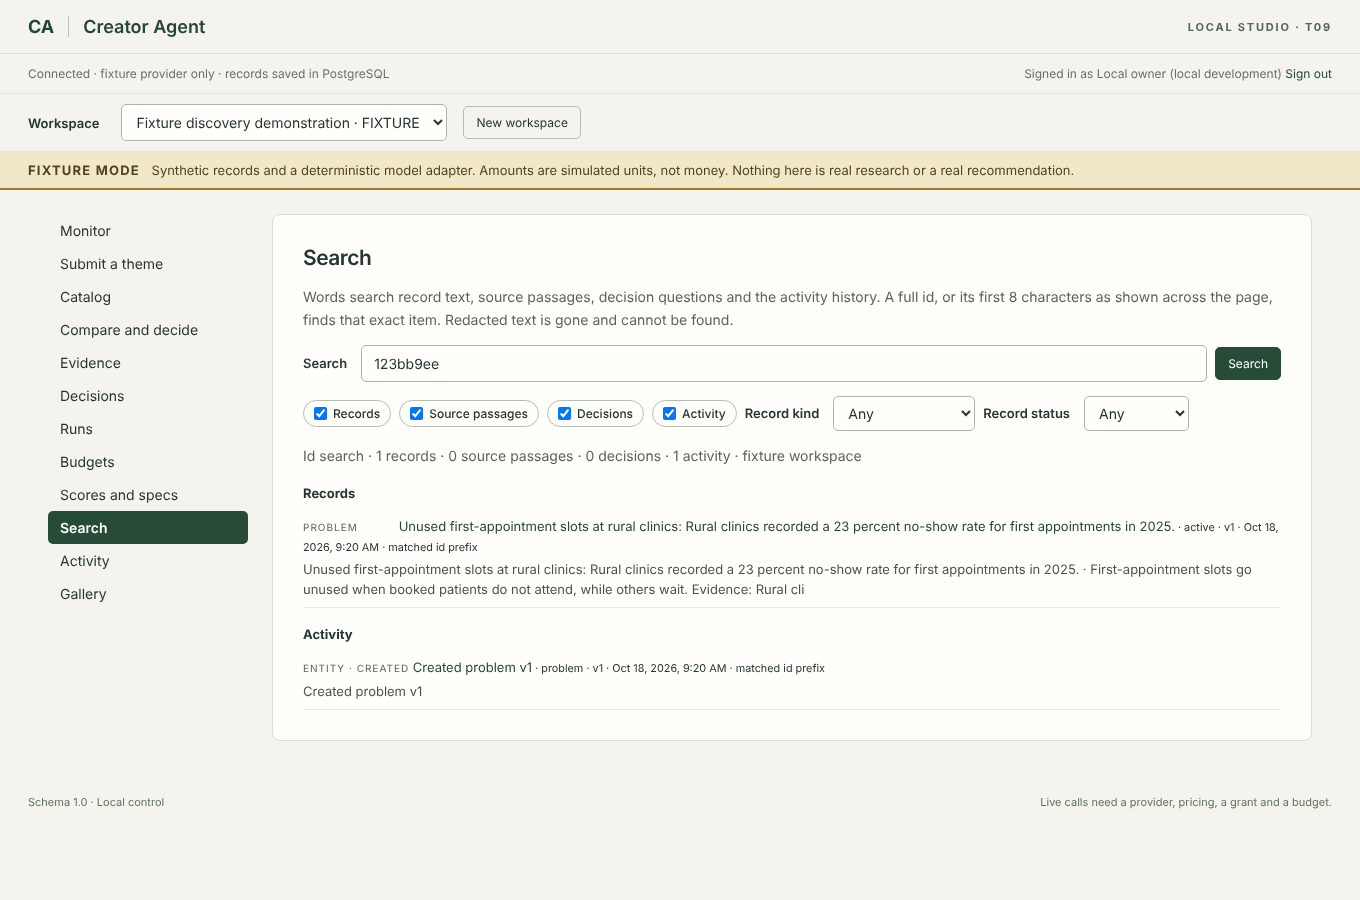 CA Creator Agent
LOCAL STUDIO · T09
Connected · fixture provider only · records saved in PostgreSQL
Signed in as Local owner (local development) Sign out
Workspace
Fixture discovery demonstration · FIXTURE
New workspace
FIXTURE MODE Synthetic records and a deterministic model adapter. Amounts are simulated units, not money. Nothing here is real research or a real recommendation.
Monitor
Submit a theme
Catalog
Compare and decide
Evidence
Decisions
Runs
Budgets
Scores and specs
Search
Activity
Gallery
Search
Words search record text, source passages, decision questions and the activity history. A full id, or its first 8 characters as shown across the page,
finds that exact item. Redacted text is gone and cannot be found.
Search 123bb9ee Search
Records Source passages Decisions Activity Record kind Any Record status Any
Id search · 1 records · 0 source passages · 0 decisions · 1 activity · fixture workspace
Records
PROBLEM Unused first-appointment slots at rural clinics: Rural clinics recorded a 23 percent no-show rate for first appointments in 2025. · active · v1 · Oct 18,
2026, 9:20 AM · matched id prefix
Unused first-appointment slots at rural clinics: Rural clinics recorded a 23 percent no-show rate for first appointments in 2025. · First-appointment slots go
unused when booked patients do not attend, while others wait. Evidence: Rural cli
Activity
ENTITY · CREATED Created problem v1 · problem · v1 · Oct 18, 2026, 9:20 AM · matched id prefix
Created problem v1
Schema 1.0 · Local control
Live calls need a provider, pricing, a grant and a budget.